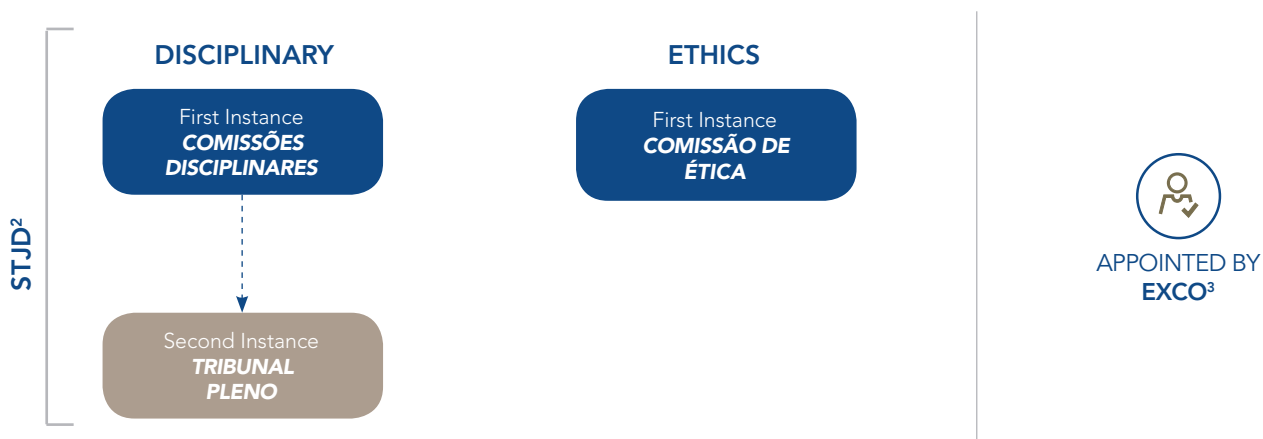 STJD²
DISCIPLINARY
First Instance
COMISSÕES
DISCIPLINARES
Second Instance
TRIBUNAL
PLENO
ETHICS
First Instance
COMISSÃO DE
ÉTICA
APPOINTED BY
EXCO³